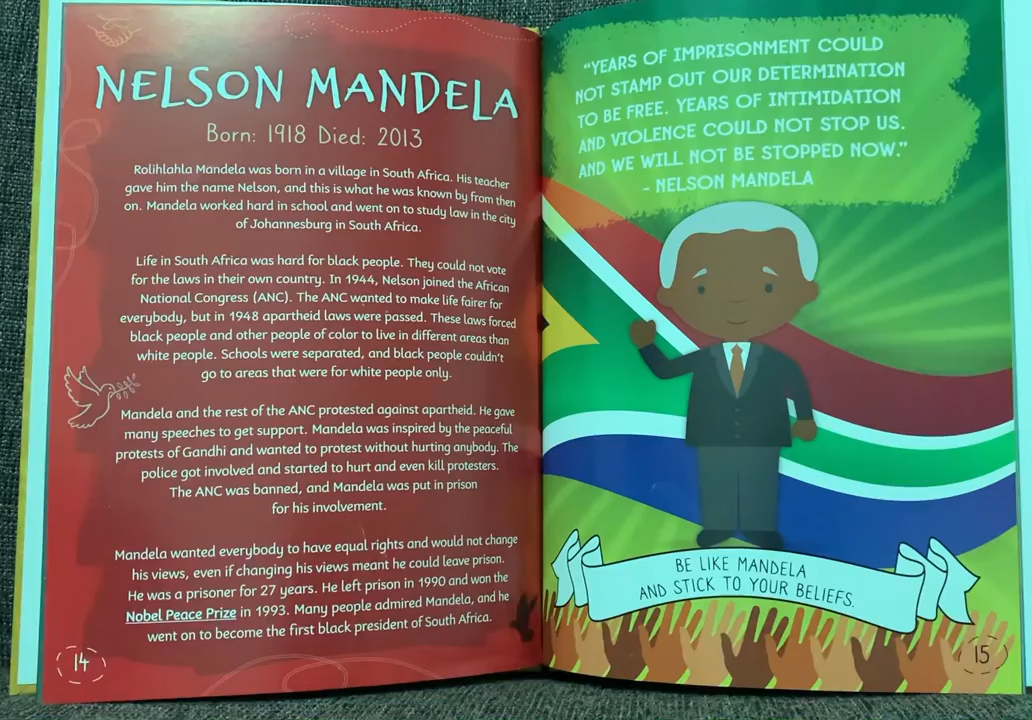 NELSON MANDELA
Born: 1918 Died: 2013
Rolihlahla Mandela was born in a village in South Africa. His teacher
gave him the name Nelson, and this is what he was known by from then
on. Mandela worked hard in school and went on to study law in the city
of Johannesburg in South Africa.
Life in South Africa was hard for black people. They could not vote
for the laws in their own country. In 1944, Nelson joined the African
National Congress (ANC). The ANC wanted to make life fairer for
everybody, but in 1948 apartheid laws were passed. These laws forced
black people and other people of color to live in different areas than
white people. Schools were separated, and black people couldn't
go to areas that were for white people only.
Mandela and the rest of the ANC protested against apartheid. He gave
many speeches to get support. Mandela was inspired by the peaceful
protests of Gandhi and wanted to protest without hurting anybody. The
police got involved and started to hurt and even kill protesters.
The ANC was banned, and Mandela was put in prison
for his involvement.
Mandela wanted everybody to have equal rights and would not change
his views, even if changing his views meant he could leave prison.
He was a prisoner for 27 years. He left prison in 1990 and won the
Nobel Peace Prize in 1993. Many people admired Mandela, and he
went on to become the first black president of South Africa.
14
"YEARS OF IMPRISONMENT COULD
NOT STAMP OUT OUR DETERMINATION
TO BE FREE. YEARS OF INTIMIDATION
AND VIOLENCE COULD NOT STOP US.
AND WE WILL NOT BE STOPPED NOW."
- NELSON MANDELA
BE LIKE MANDELA
AND STICK TO YOUR BELIEFS.
15